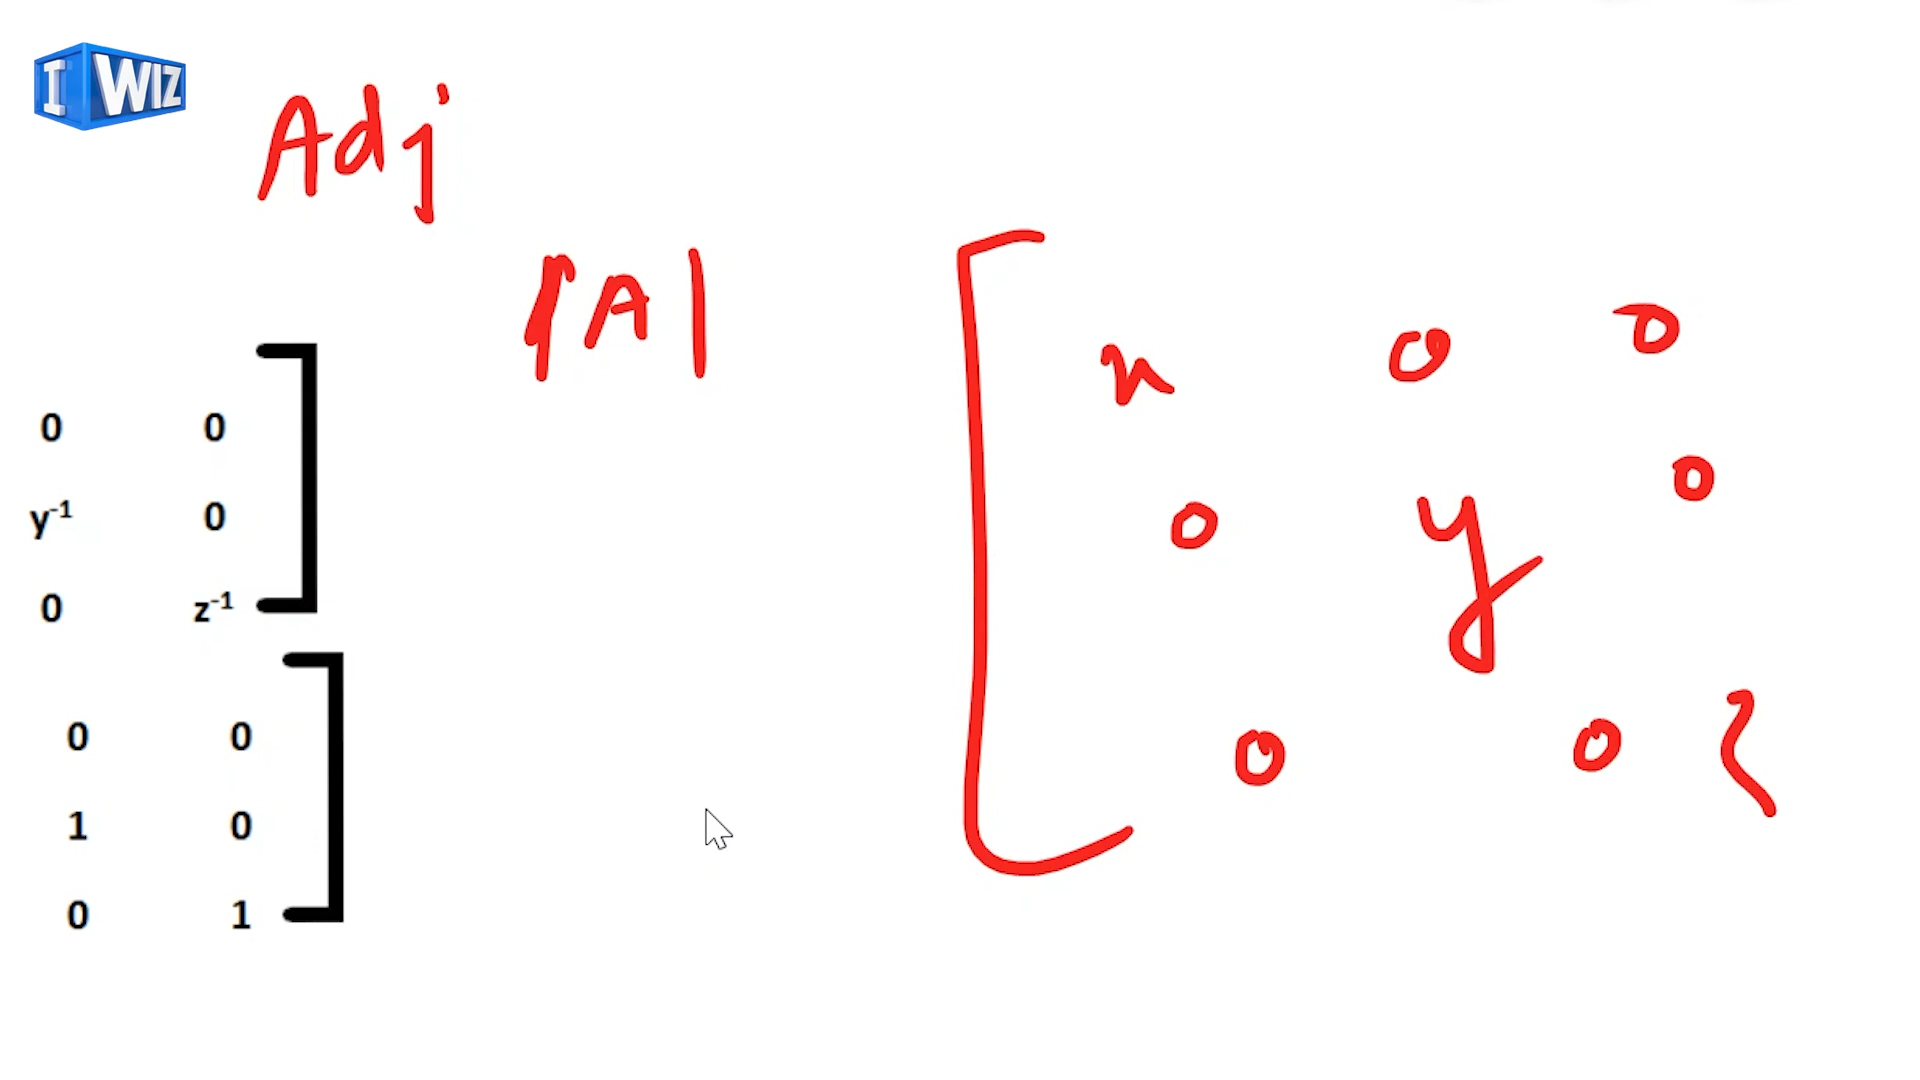 I WIZ
Adj
|A|
x 0 0
0 y 0
0 0 z
0 0
y⁻¹ 0
0 z⁻¹
0 0
1 0
0 1